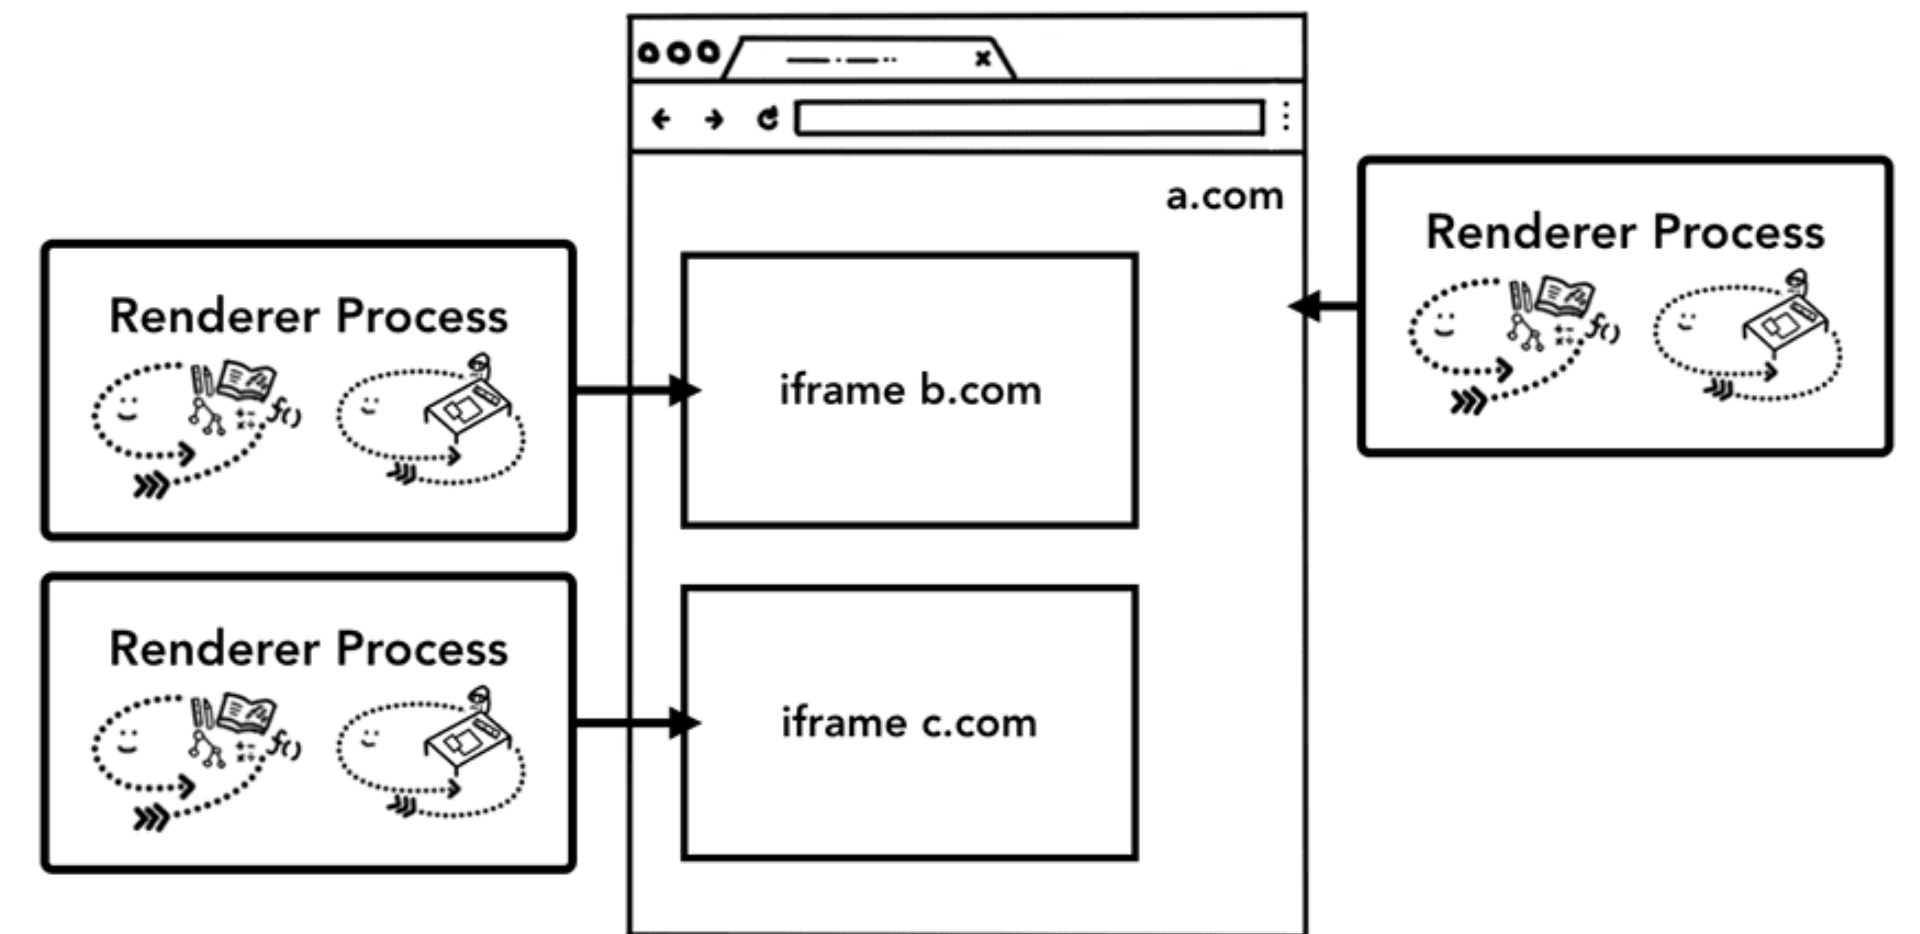 a.com
Renderer Process
f()
Renderer Process
f()
iframe b.com
Renderer Process
f()
iframe c.com